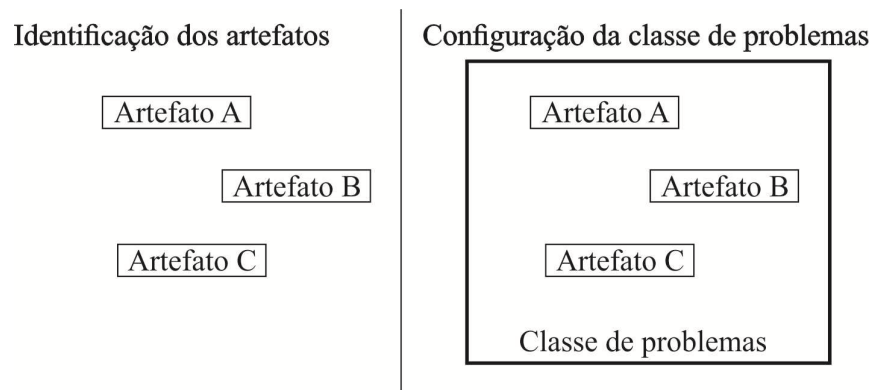 Identificação dos artefatos
Artefato A
Artefato B
Artefato C
Configuração da classe de problemas
Artefato A
Artefato B
Artefato C
Classe de problemas